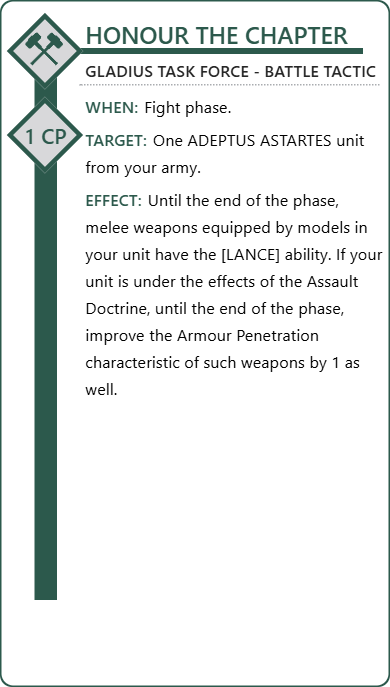 HONOUR THE CHAPTER
GLADIUS TASK FORCE - BATTLE TACTIC
WHEN: Fight phase.
1 CP
TARGET: One ADEPTUS ASTARTES unit
from your army.
EFFECT: Until the end of the phase,
melee weapons equipped by models in
your unit have the [LANCE] ability. If your
unit is under the effects of the Assault
Doctrine, until the end of the phase,
improve the Armour Penetration
characteristic of such weapons by 1 as
well.